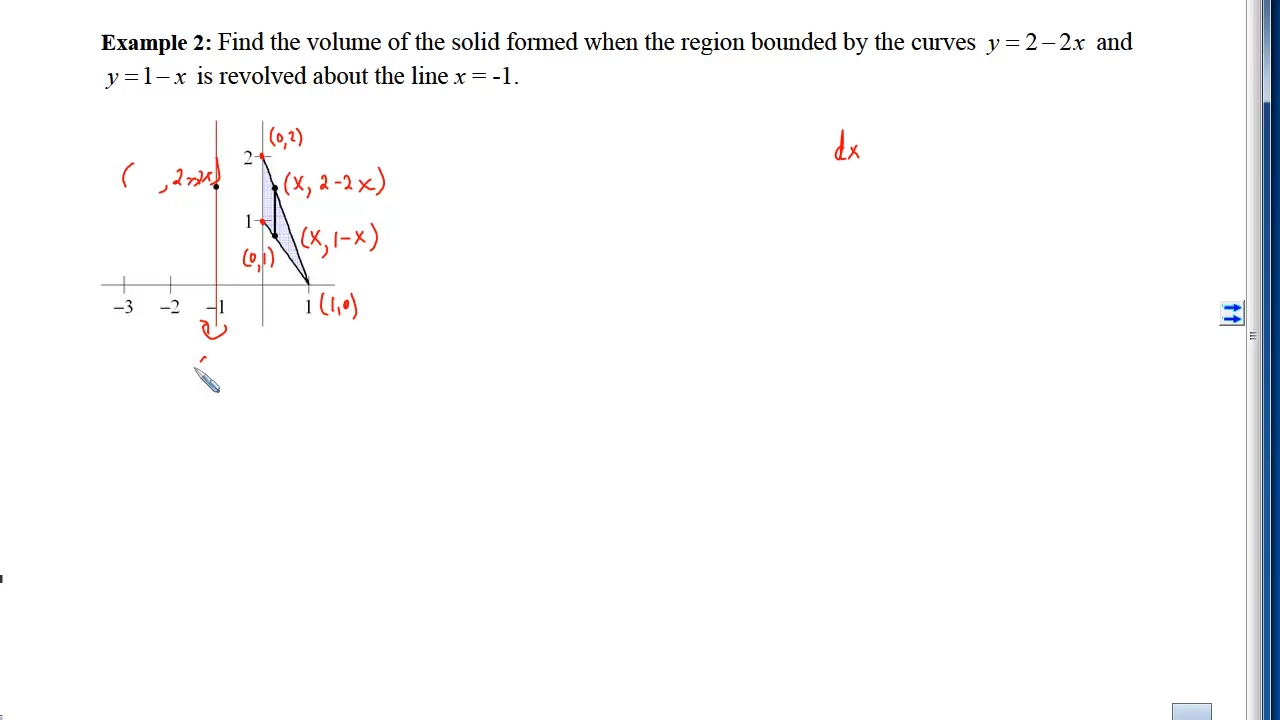 Example 2: Find the volume of the solid formed when the region bounded by the curves y = 2 − 2x and
y = 1 − x is revolved about the line x = -1.
dx
(0,2)
2
( , 2-2x)
(x, 2-2x)
1
(x, 1-x)
(0,1)
−3 −2 −1 1 (1,0)